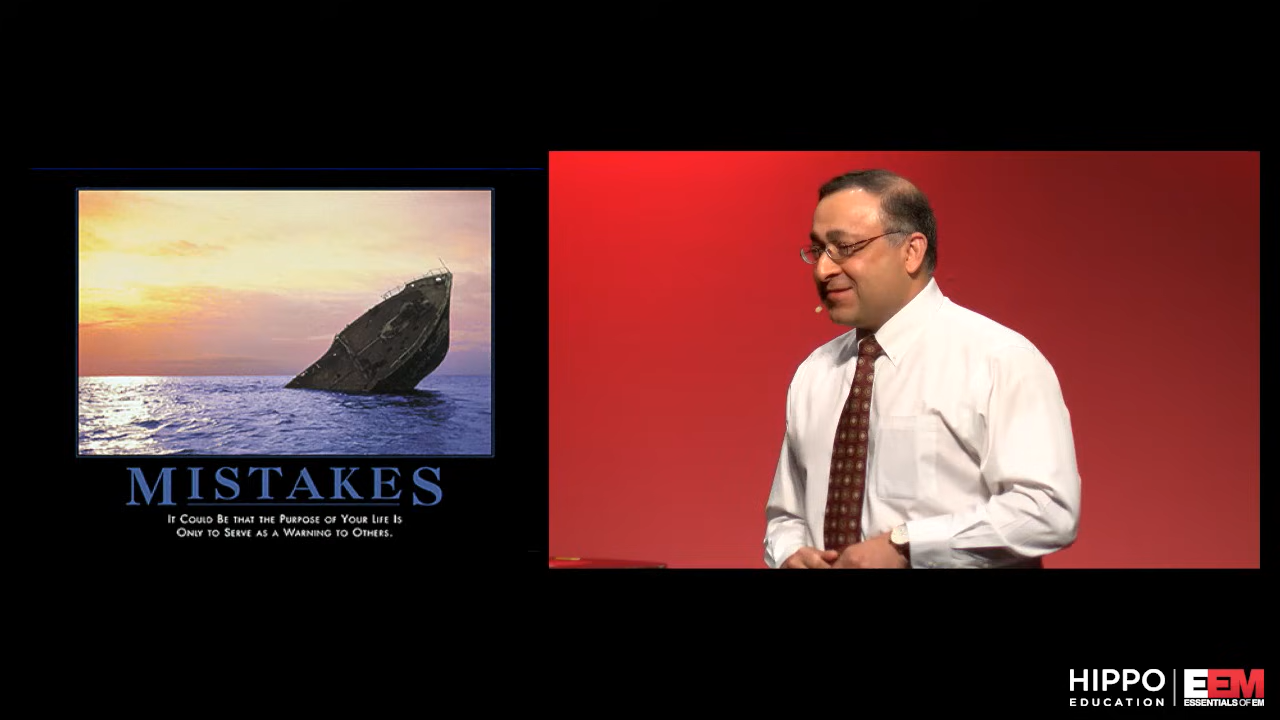 MISTAKES
IT COULD BE THAT THE PURPOSE OF YOUR LIFE IS
ONLY TO SERVE AS A WARNING TO OTHERS.
HIPPO
EDUCATION
EEM
ESSENTIALS OF EM